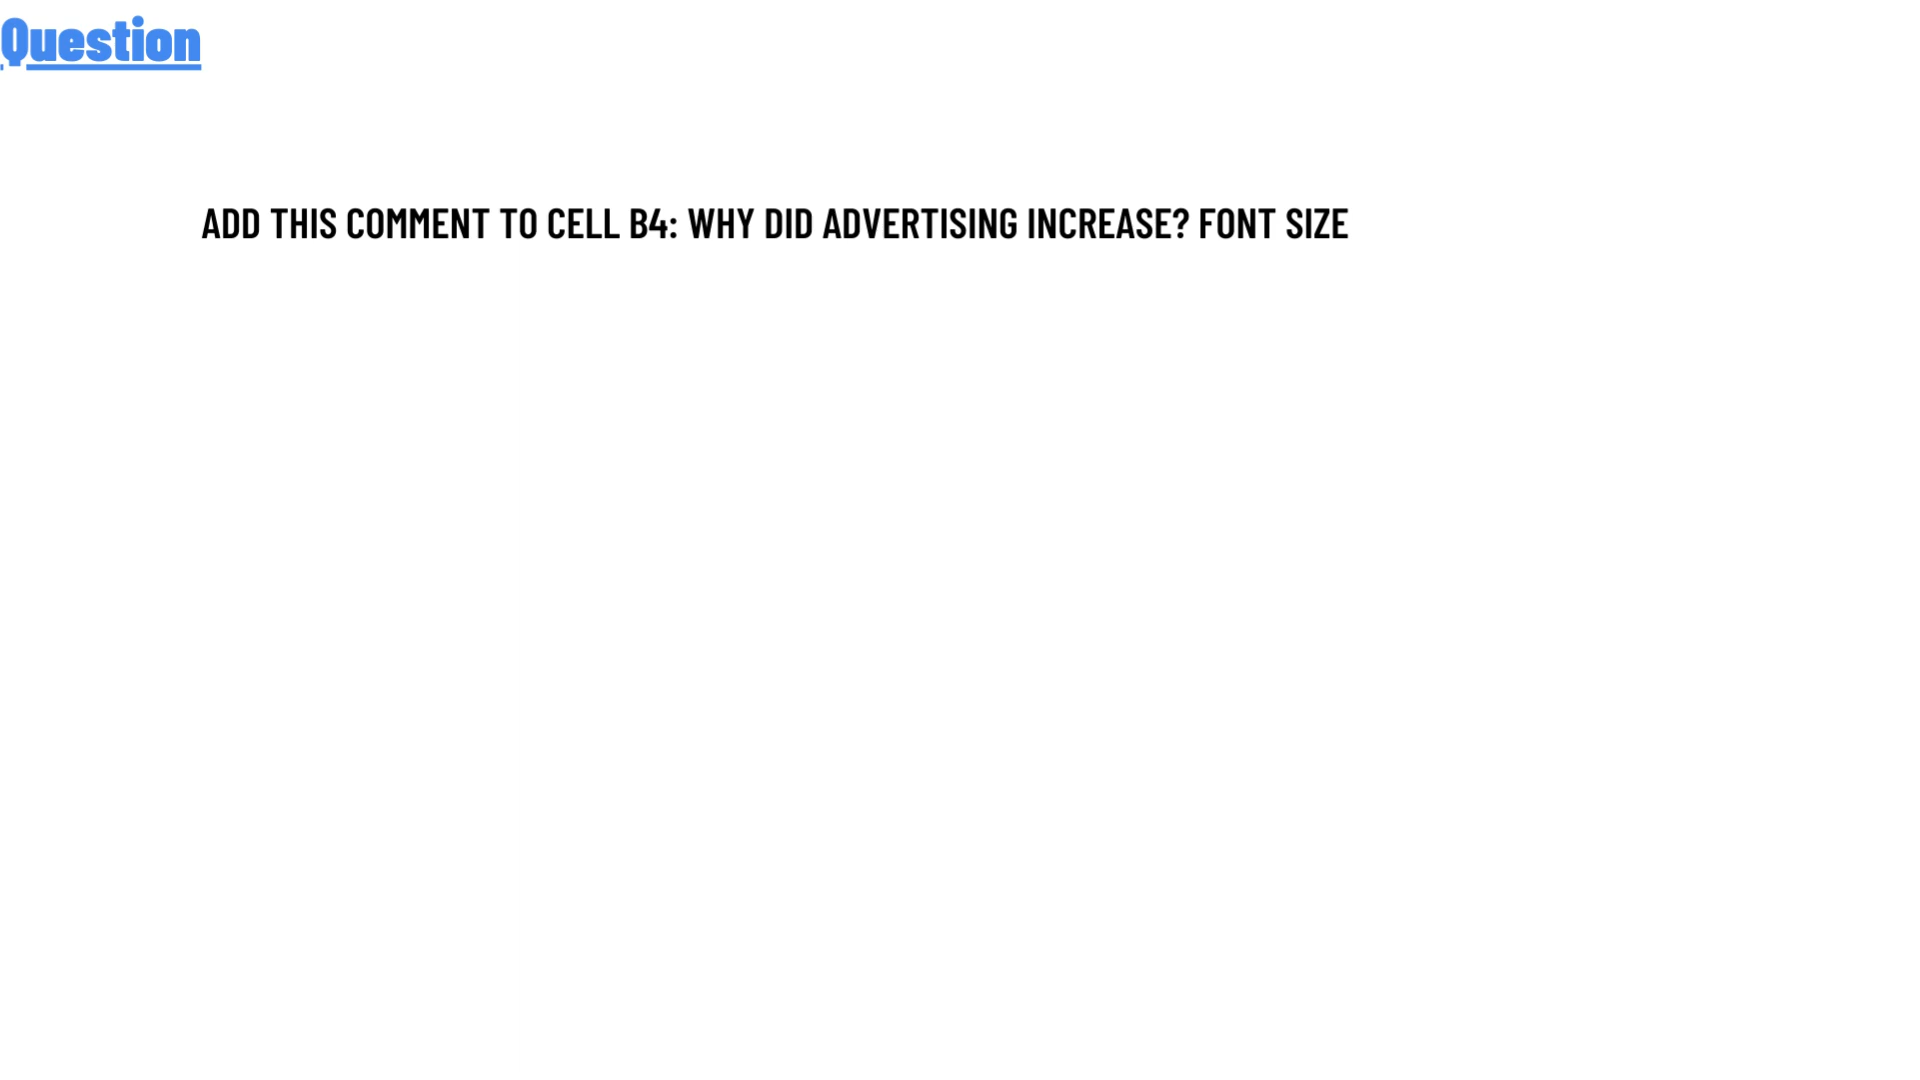 Question
ADD THIS COMMENT TO CELL B4: WHY DID ADVERTISING INCREASE? FONT SIZE